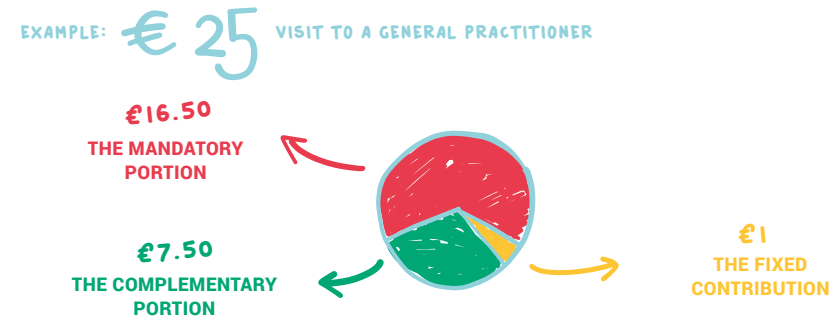 EXAMPLE: € 25 VISIT TO A GENERAL PRACTITIONER
€16.50
THE MANDATORY
PORTION
€7.50
THE COMPLEMENTARY
PORTION
€1
THE FIXED
CONTRIBUTION